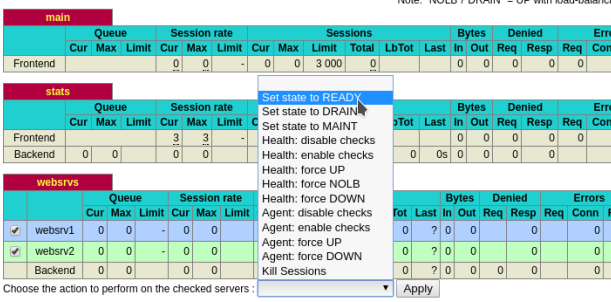 Note: "NOLB"/"DRAIN" = UP with load-balanci
main
Queue Session rate Sessions Bytes Denied Erro
Cur Max Limit Cur Max Limit Cur Max Limit Total LbTot Last In Out Req Resp Req Conn
Frontend 0 0 - 0 0 3 000 0 0 0 0 0 0
stats
Queue Session rate Bytes Denied Erro
Cur Max Limit Cur Max Limit bTot Last In Out Req Resp Req Con
Frontend 3 3 - 0 0 0 0 0
Backend 0 0 0 0 0 0s 0 0 0 0
websrvs
Queue Session rate Bytes Denied Errors
Cur Max Limit Cur Max Limit Tot Last In Out Req Resp Req Conn R
websrv1 0 0 - 0 0 0 ? 0 0 0 0
websrv2 0 0 - 0 0 0 ? 0 0 0 0
Backend 0 0 0 0 0 ? 0 0 0 0 0
Set state to READY
Set state to DRAIN
Set state to MAINT
Health: disable checks
Health: enable checks
Health: force UP
Health: force NOLB
Health: force DOWN
Agent: disable checks
Agent: enable checks
Agent: force UP
Agent: force DOWN
Kill Sessions
Choose the action to perform on the checked servers : Apply